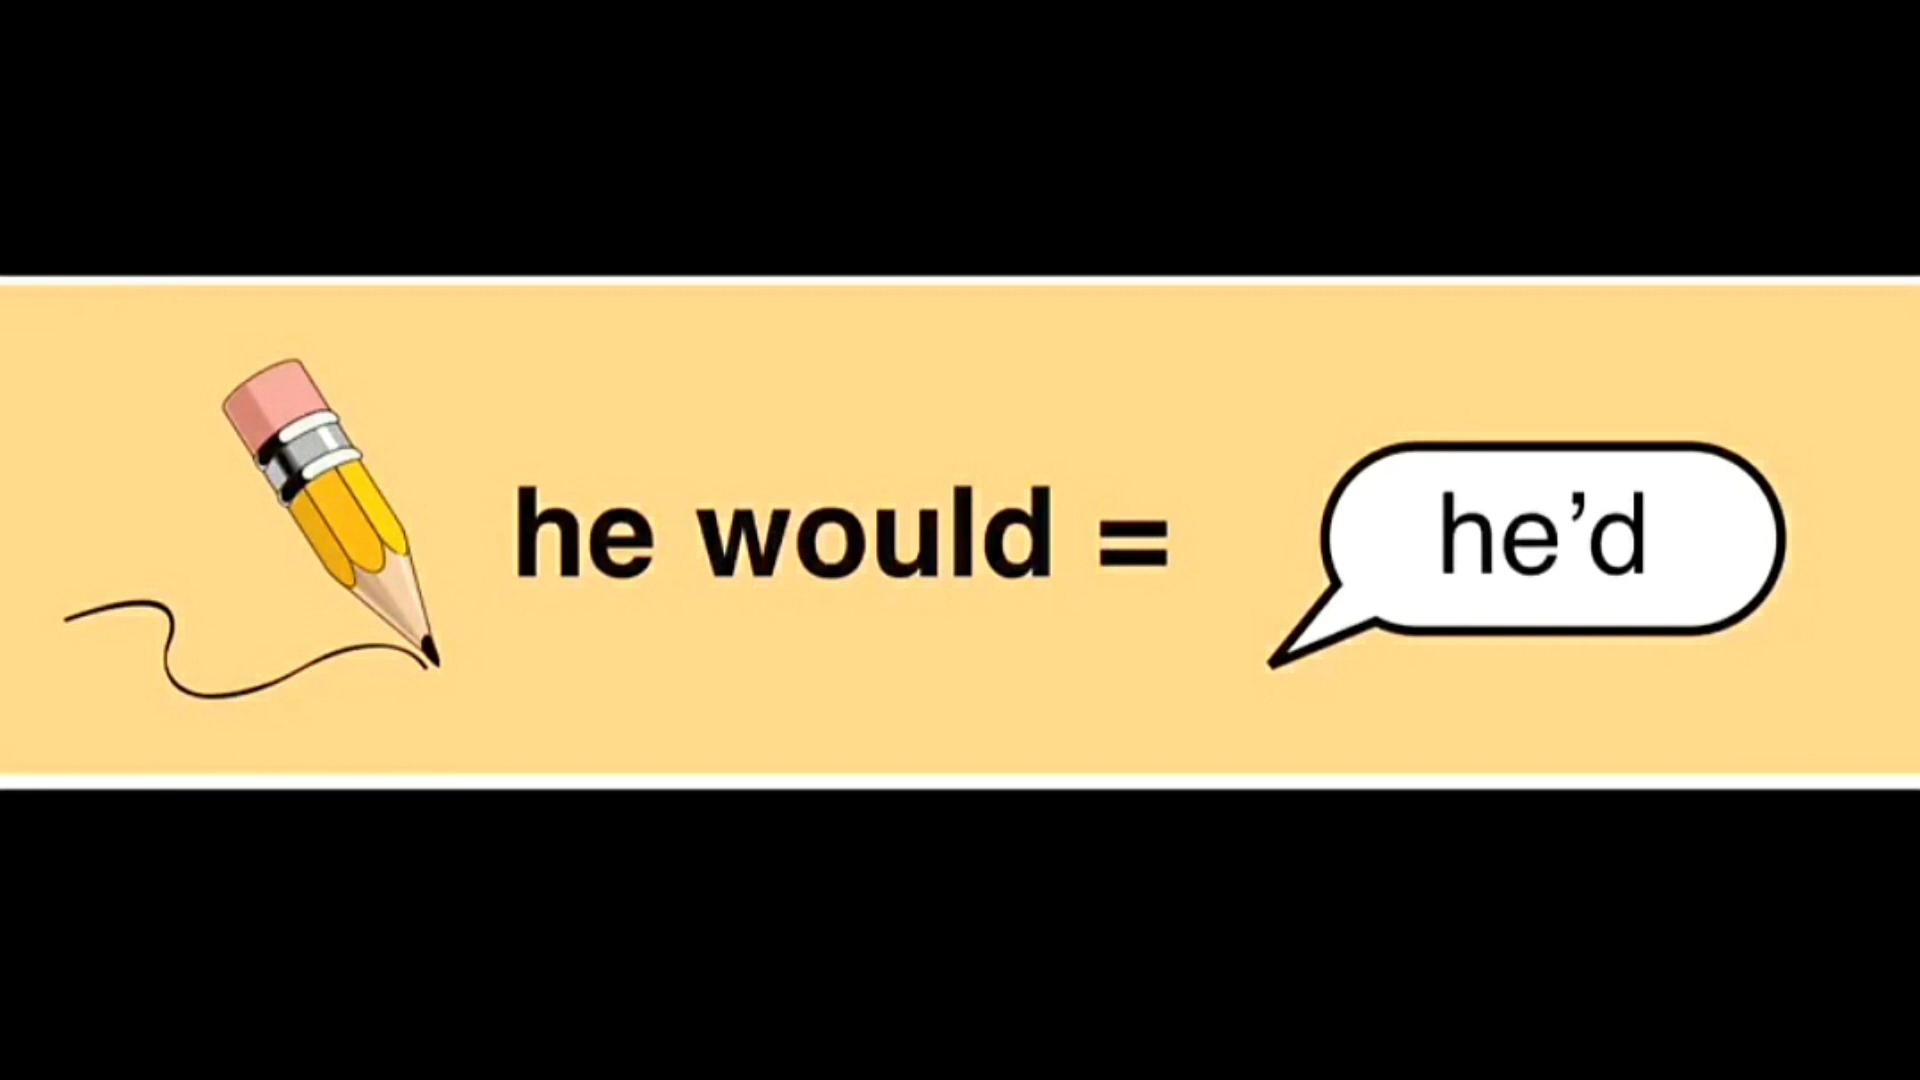 he would = he’d